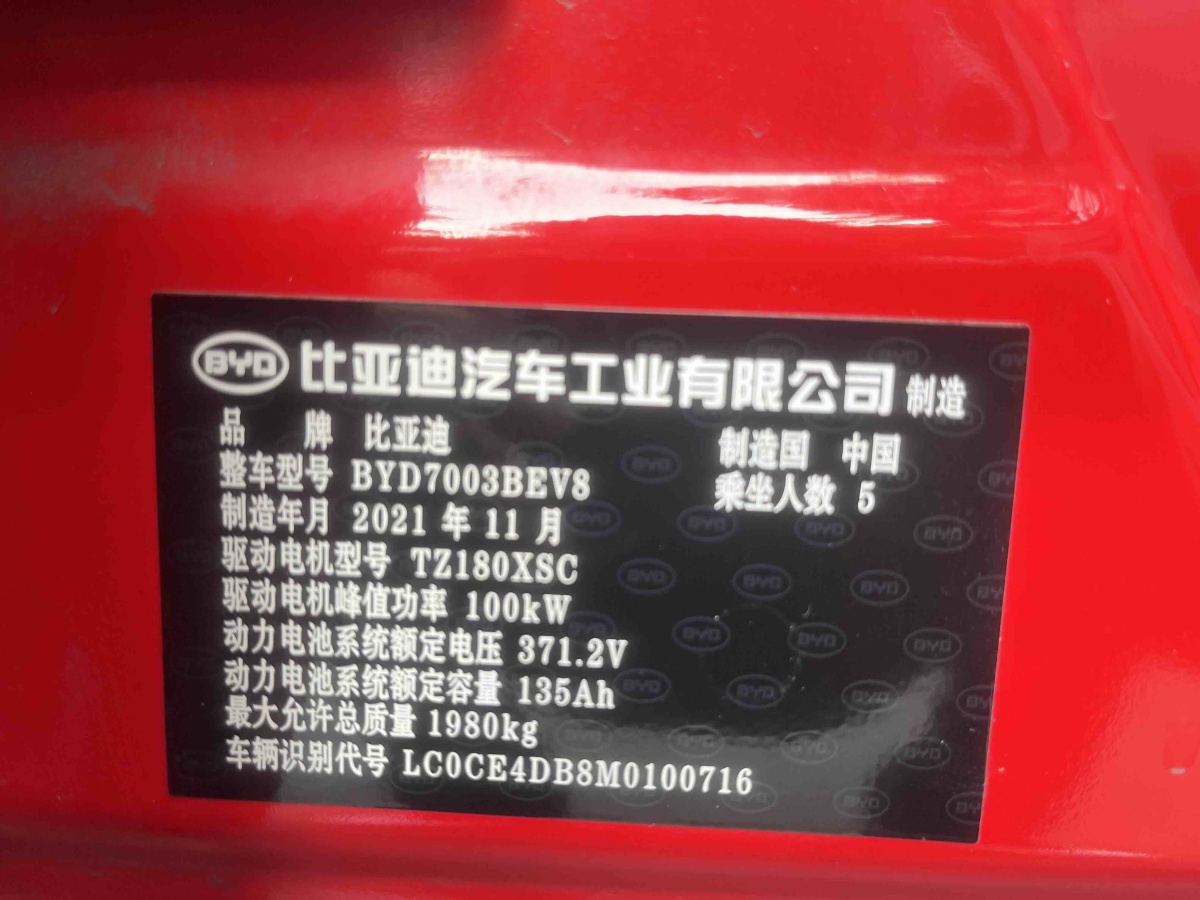 BYD 比亚迪汽车工业有限公司 制造
品 牌 比亚迪 制造国 中国
整车型号 BYD7003BEV8 乘坐人数 5
制造年月 2021 年 11 月
驱动电机型号 TZ180XSC
驱动电机峰值功率 100kW
动力电池系统额定电压 371.2V
动力电池系统额定容量 135Ah
最大允许总质量 1980kg
车辆识别代号 LC0CE4DB8M0100716